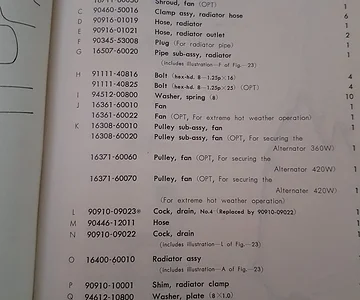 Shroud, fan (OPT) 1
C 90460-50016 Clamp assy, radiator hose 6
D 90916-01019 Hose, radiator 1
E 90916-01021 Hose, radiator outlet 2
F 90345-53008 Plug (For radiator pipe) 1
G 16507-60020 Pipe sub-assy, radiator 1
(includes illustration—F of Fig. 23)
H 91111-40816 Bolt (hex-hd. 8—1.25p×16) 4
91111-40825 Bolt (hex-hd. 8—1.25p×25) (OPT) 4
I 94512-00800 Washer, spring (8) 10
J 16361-60010 Fan 1
16361-60022 Fan (OPT, For extreme hot weather operation) 1
K 16308-60010 Pulley sub-assy, fan 1
16308-60020 Pulley sub-assy, fan (OPT, For securing the
Alternator 360W) 1
16371-60060 Pulley, fan (OPT, For securing the
Alternator 420W) 1
16371-60070 Pulley, fan (OPT, For securing the
Alternator 420W) 1
(For extreme hot weather operation)
L 90910-09023※ Cock, drain, No.4 (Replaced by 90910-09022) 1
M 90446-12011 Hose 1
N 90910-09022 Cock, drain 1
(includes illustration—L of Fig. 23)
O 16400-60010 Radiator assy 1
(includes illustration—A of Fig. 23)
P 90910-10001 Shim, radiator clamp
Q 94612-10800 Washer, plate (8×1.0)